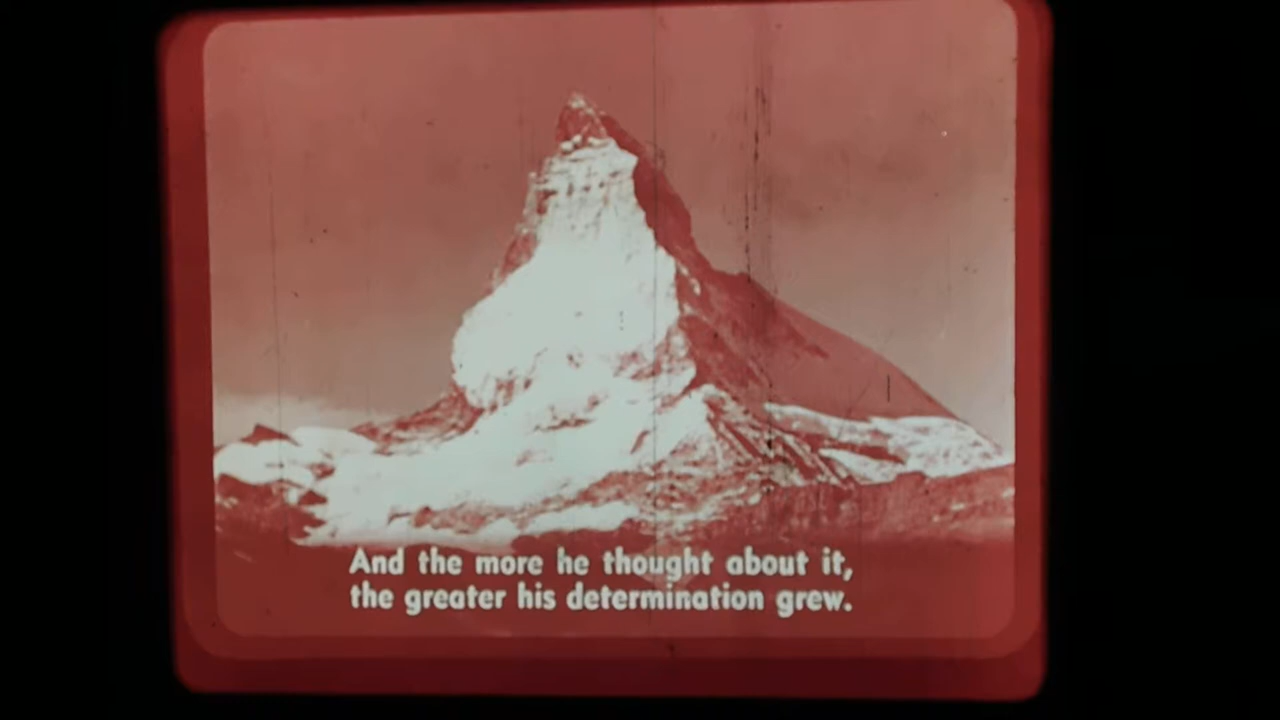 And the more he thought about it,
the greater his determination grew.